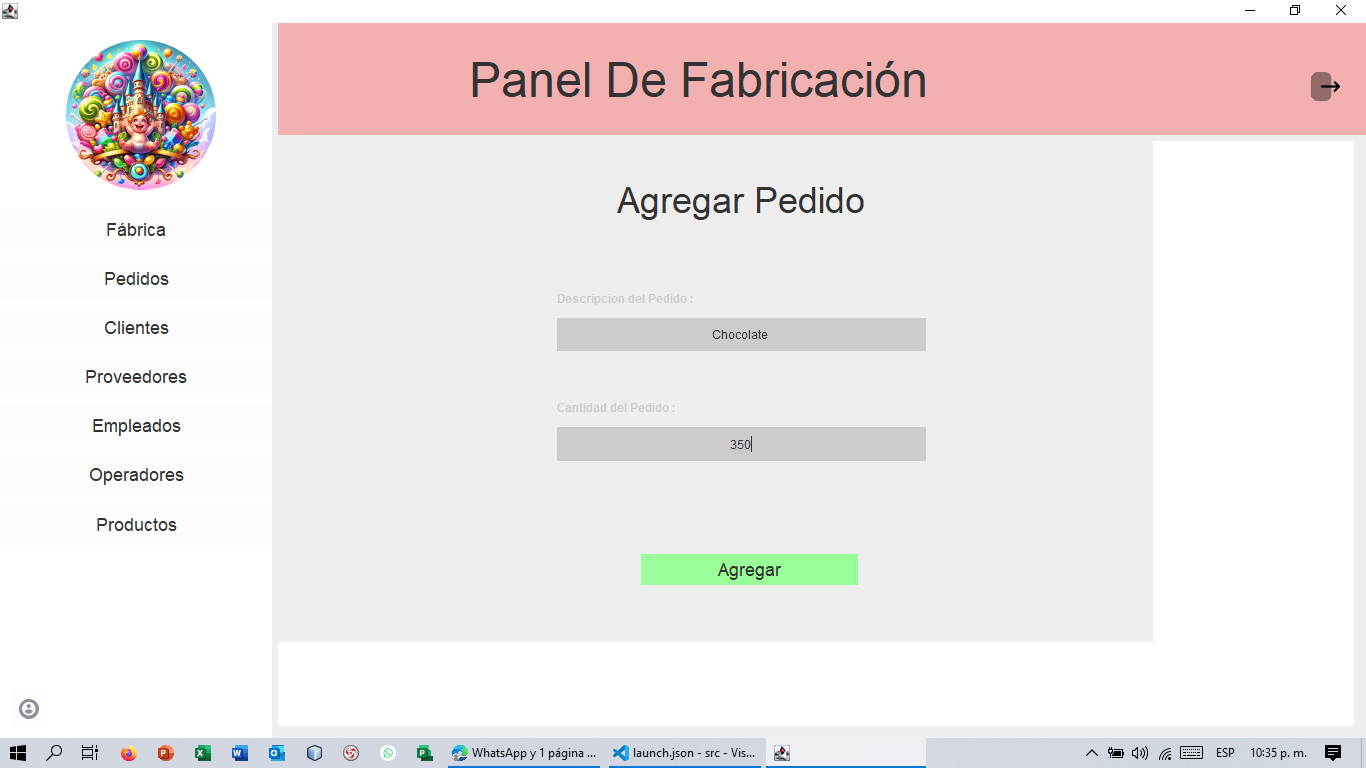 Panel De Fabricación
Fábrica
Pedidos
Clientes
Proveedores
Empleados
Operadores
Productos
Agregar Pedido
Descripcion del Pedido :
Chocolate
Cantidad del Pedido :
350
Agregar
WhatsApp y 1 página ...
launch.json - src - Vis...
ESP
10:35 p. m.